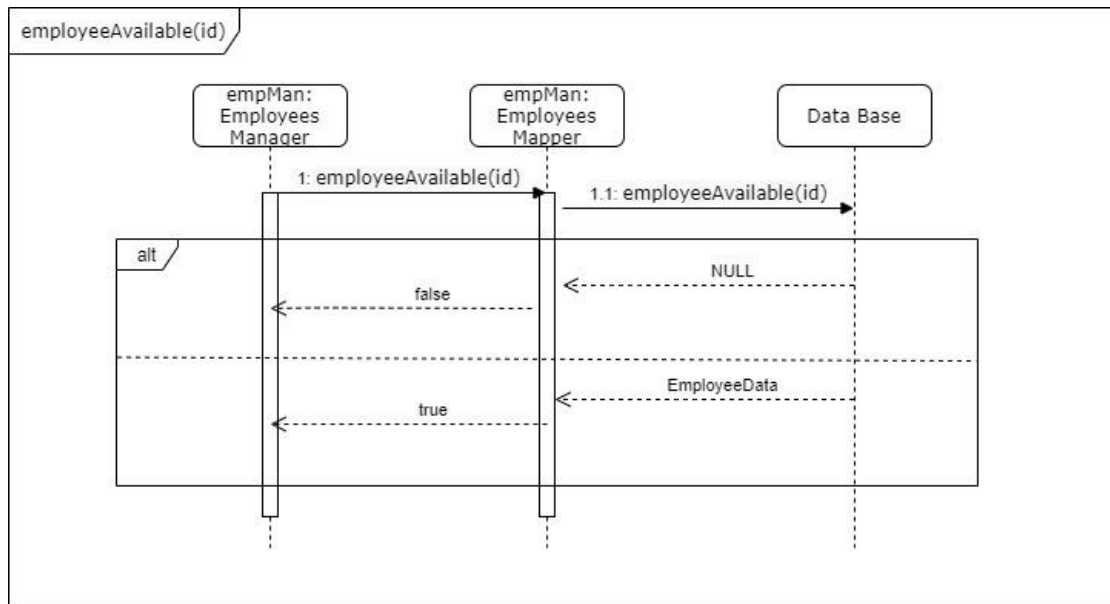 employeeAvailable(id)
empMan:
Employees
Manager
empMan:
Employees
Mapper
Data Base
1: employeeAvailable(id)
1.1: employeeAvailable(id)
alt
NULL
false
EmployeeData
true